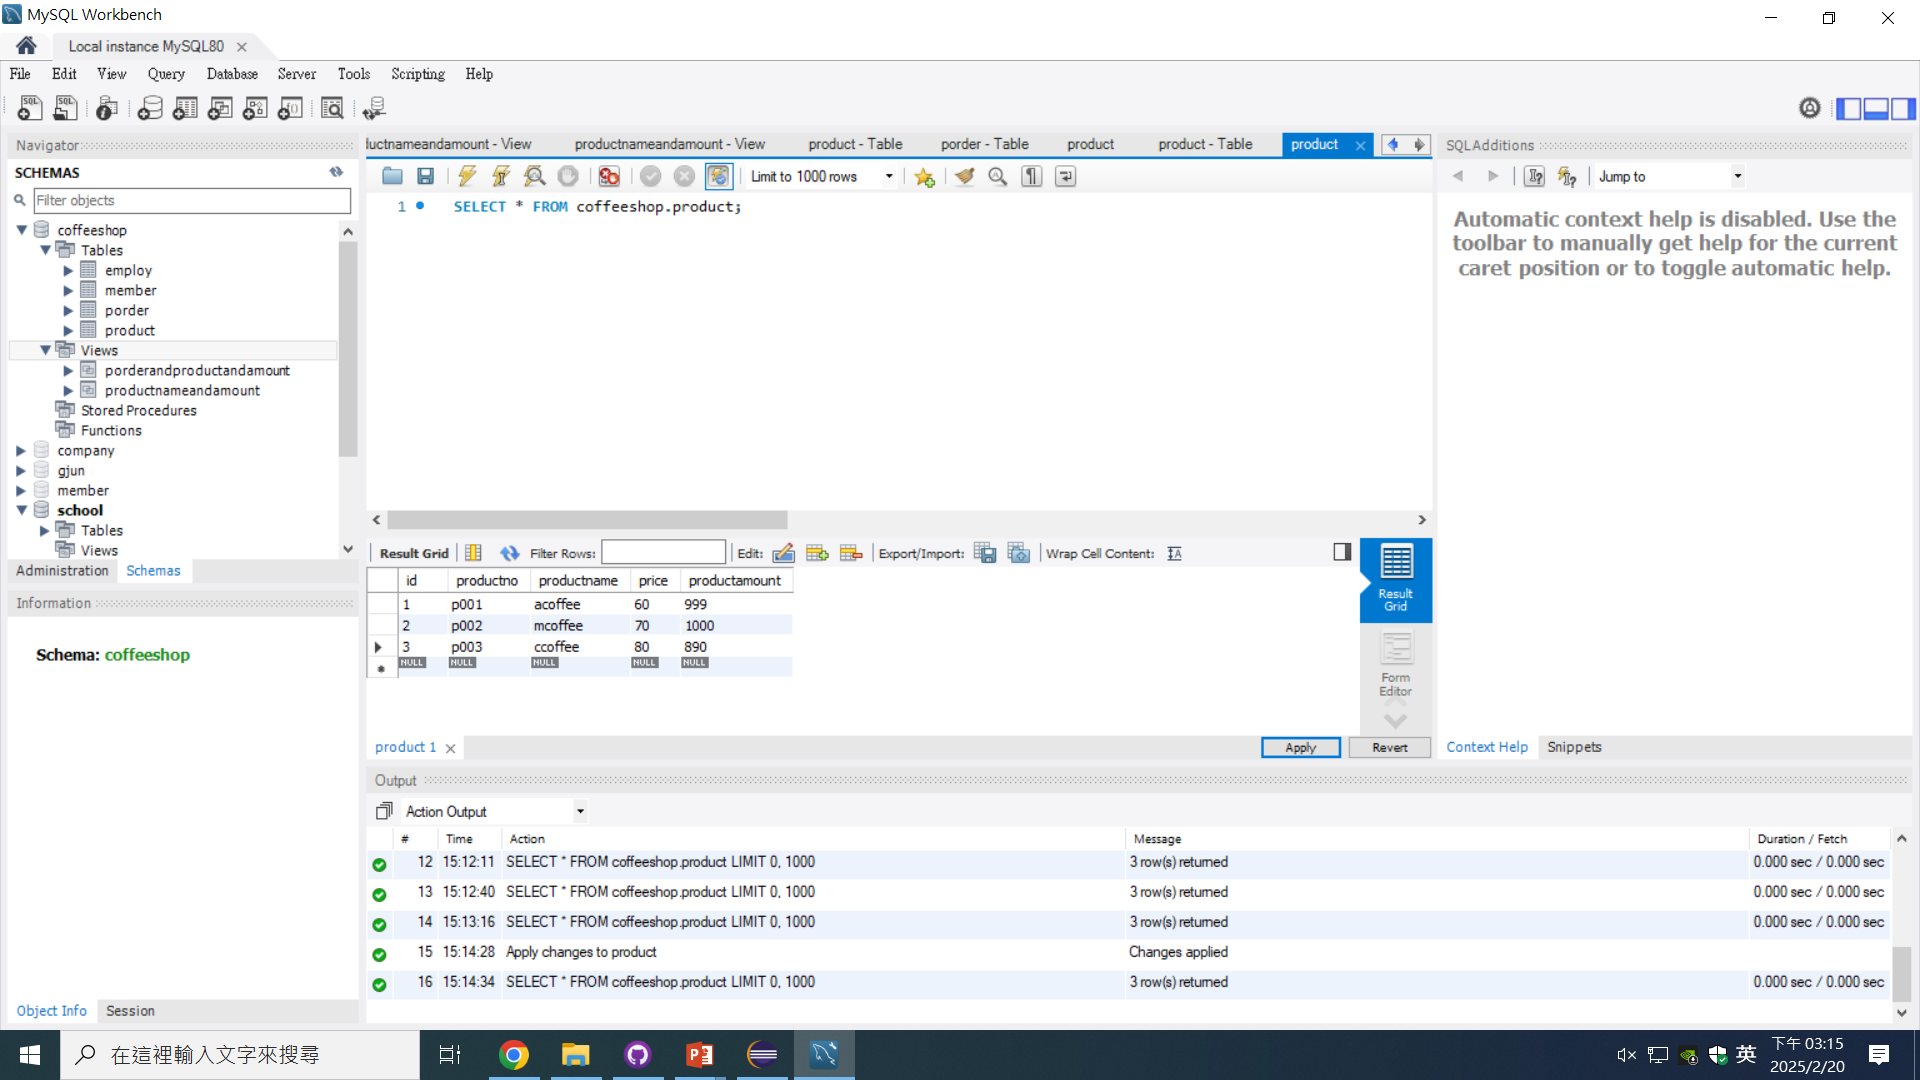 MySQL Workbench
Local instance MySQL80
File Edit View Query Database Server Tools Scripting Help
Navigator
SCHEMAS
Filter objects
coffeeshop
Tables
employ
member
porder
product
Views
porderandproductandamount
productnameandamount
Stored Procedures
Functions
company
gjun
member
school
Tables
Views
Administration Schemas
Information
Schema: coffeeshop
Object Info Session
ductnameandamount - View productnameandamount - View product - Table porder - Table product product - Table product
Limit to 1000 rows
1 SELECT * FROM coffeeshop.product;
Result Grid Filter Rows: Edit: Export/Import: Wrap Cell Content:
id productno productname price productamount
1 p001 acoffee 60 999
2 p002 mcoffee 70 1000
3 p003 ccoffee 80 890
NULL NULL NULL NULL NULL
Result Grid
Form Editor
product 1
Apply Revert
SQLAdditions
Jump to
Automatic context help is disabled. Use the
toolbar to manually get help for the current
caret position or to toggle automatic help.
Context Help Snippets
Output
Action Output
# Time Action Message Duration / Fetch
12 15:12:11 SELECT * FROM coffeeshop.product LIMIT 0, 1000 3 row(s) returned 0.000 sec / 0.000 sec
13 15:12:40 SELECT * FROM coffeeshop.product LIMIT 0, 1000 3 row(s) returned 0.000 sec / 0.000 sec
14 15:13:16 SELECT * FROM coffeeshop.product LIMIT 0, 1000 3 row(s) returned 0.000 sec / 0.000 sec
15 15:14:28 Apply changes to product Changes applied
16 15:14:34 SELECT * FROM coffeeshop.product LIMIT 0, 1000 3 row(s) returned 0.000 sec / 0.000 sec
在這裡輸入文字來搜尋
英
下午 03:15
2025/2/20